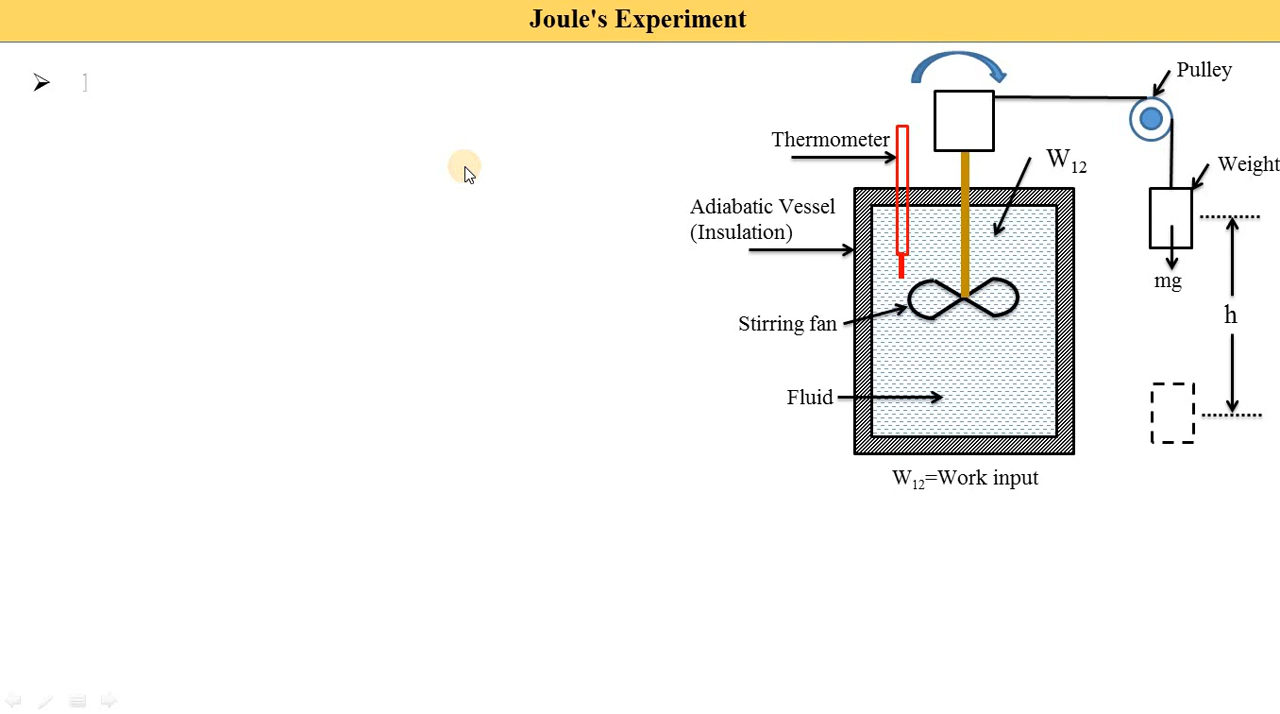 Joule's Experiment
Pulley
Thermometer
W12
Weight
Adiabatic Vessel
(Insulation)
mg
h
Stirring fan
Fluid
W12=Work input